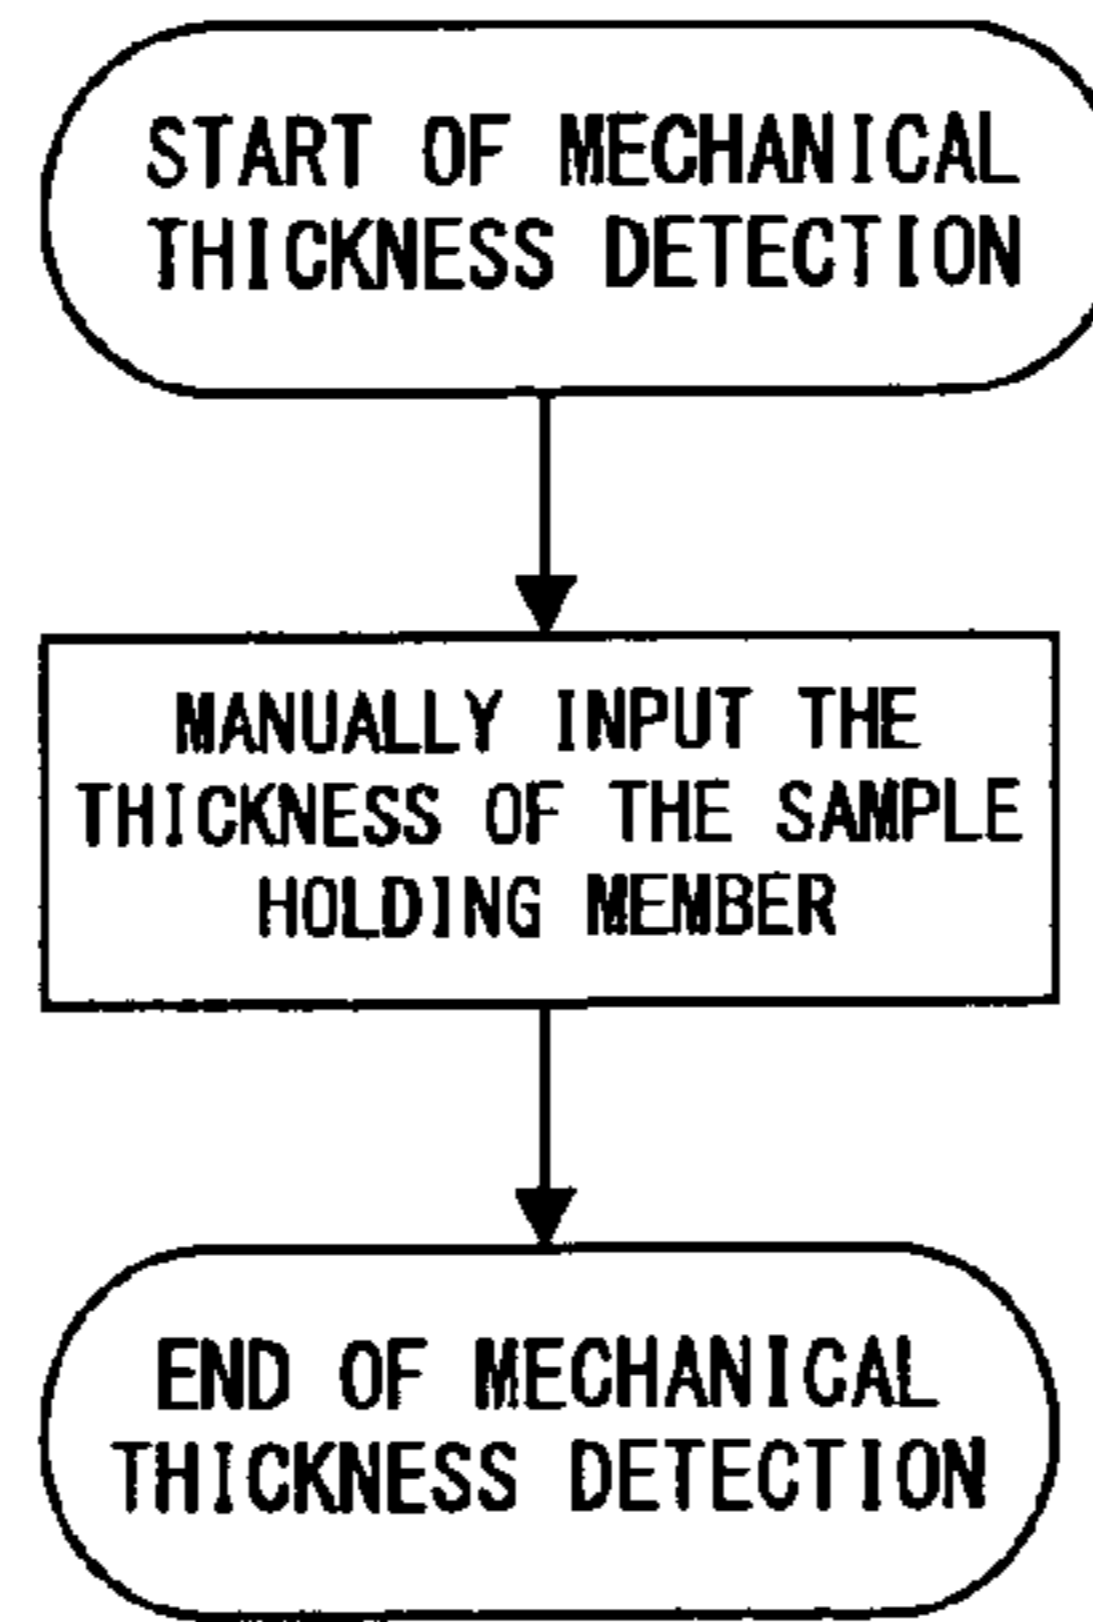 START OF MECHANICAL
THICKNESS DETECTION
MANUALLY INPUT THE
THICKNESS OF THE SAMPLE
HOLDING MEMBER
END OF MECHANICAL
THICKNESS DETECTION